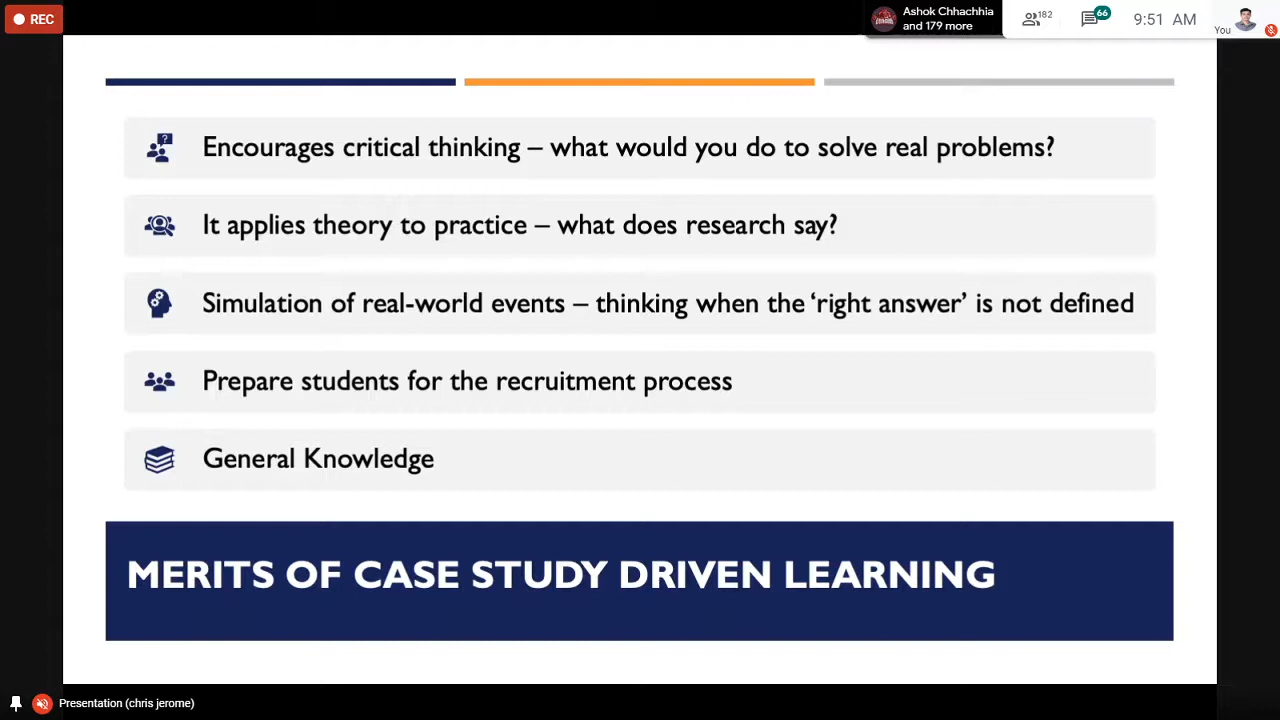 REC
Ashok Chhachhia
and 179 more
182
66
9:51 AM
You
?
Encourages critical thinking – what would you do to solve real problems?
It applies theory to practice – what does research say?
Simulation of real-world events – thinking when the ‘right answer’ is not defined
Prepare students for the recruitment process
General Knowledge
MERITS OF CASE STUDY DRIVEN LEARNING
Presentation (chris jerome)